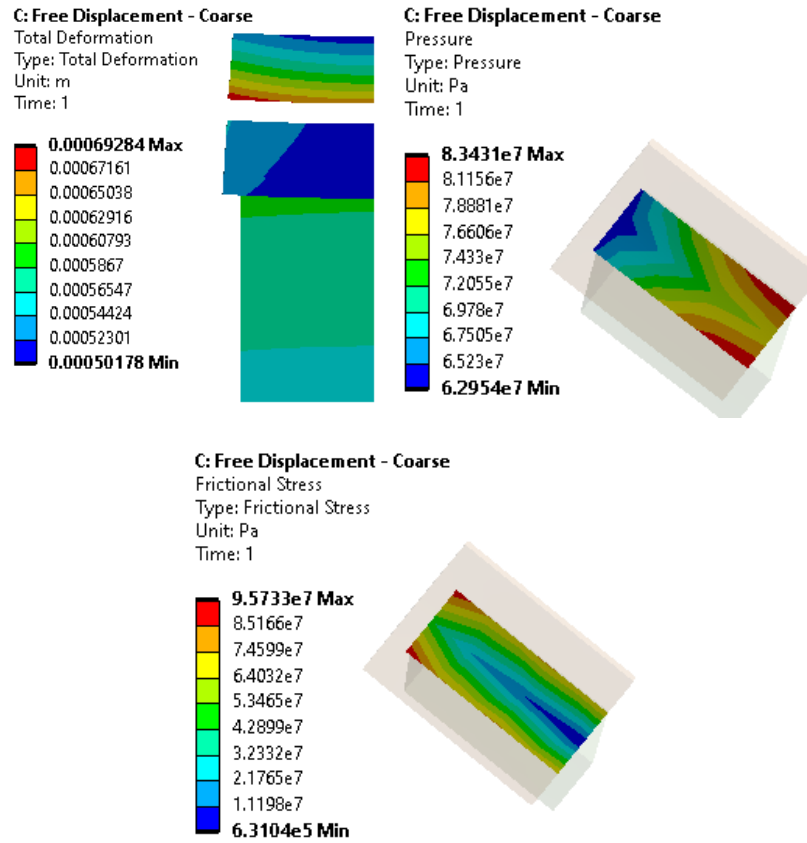 C: Free Displacement - Coarse
Total Deformation
Type: Total Deformation
Unit: m
Time: 1
0.00069284 Max
0.00067161
0.00065038
0.00062916
0.00060793
0.0005867
0.00056547
0.00054424
0.00052301
0.00050178 Min
C: Free Displacement - Coarse
Pressure
Type: Pressure
Unit: Pa
Time: 1
8.3431e7 Max
8.1156e7
7.8881e7
7.6606e7
7.433e7
7.2055e7
6.978e7
6.7505e7
6.523e7
6.2954e7 Min
C: Free Displacement - Coarse
Frictional Stress
Type: Frictional Stress
Unit: Pa
Time: 1
9.5733e7 Max
8.5166e7
7.4599e7
6.4032e7
5.3465e7
4.2899e7
3.2332e7
2.1765e7
1.1198e7
6.3104e5 Min